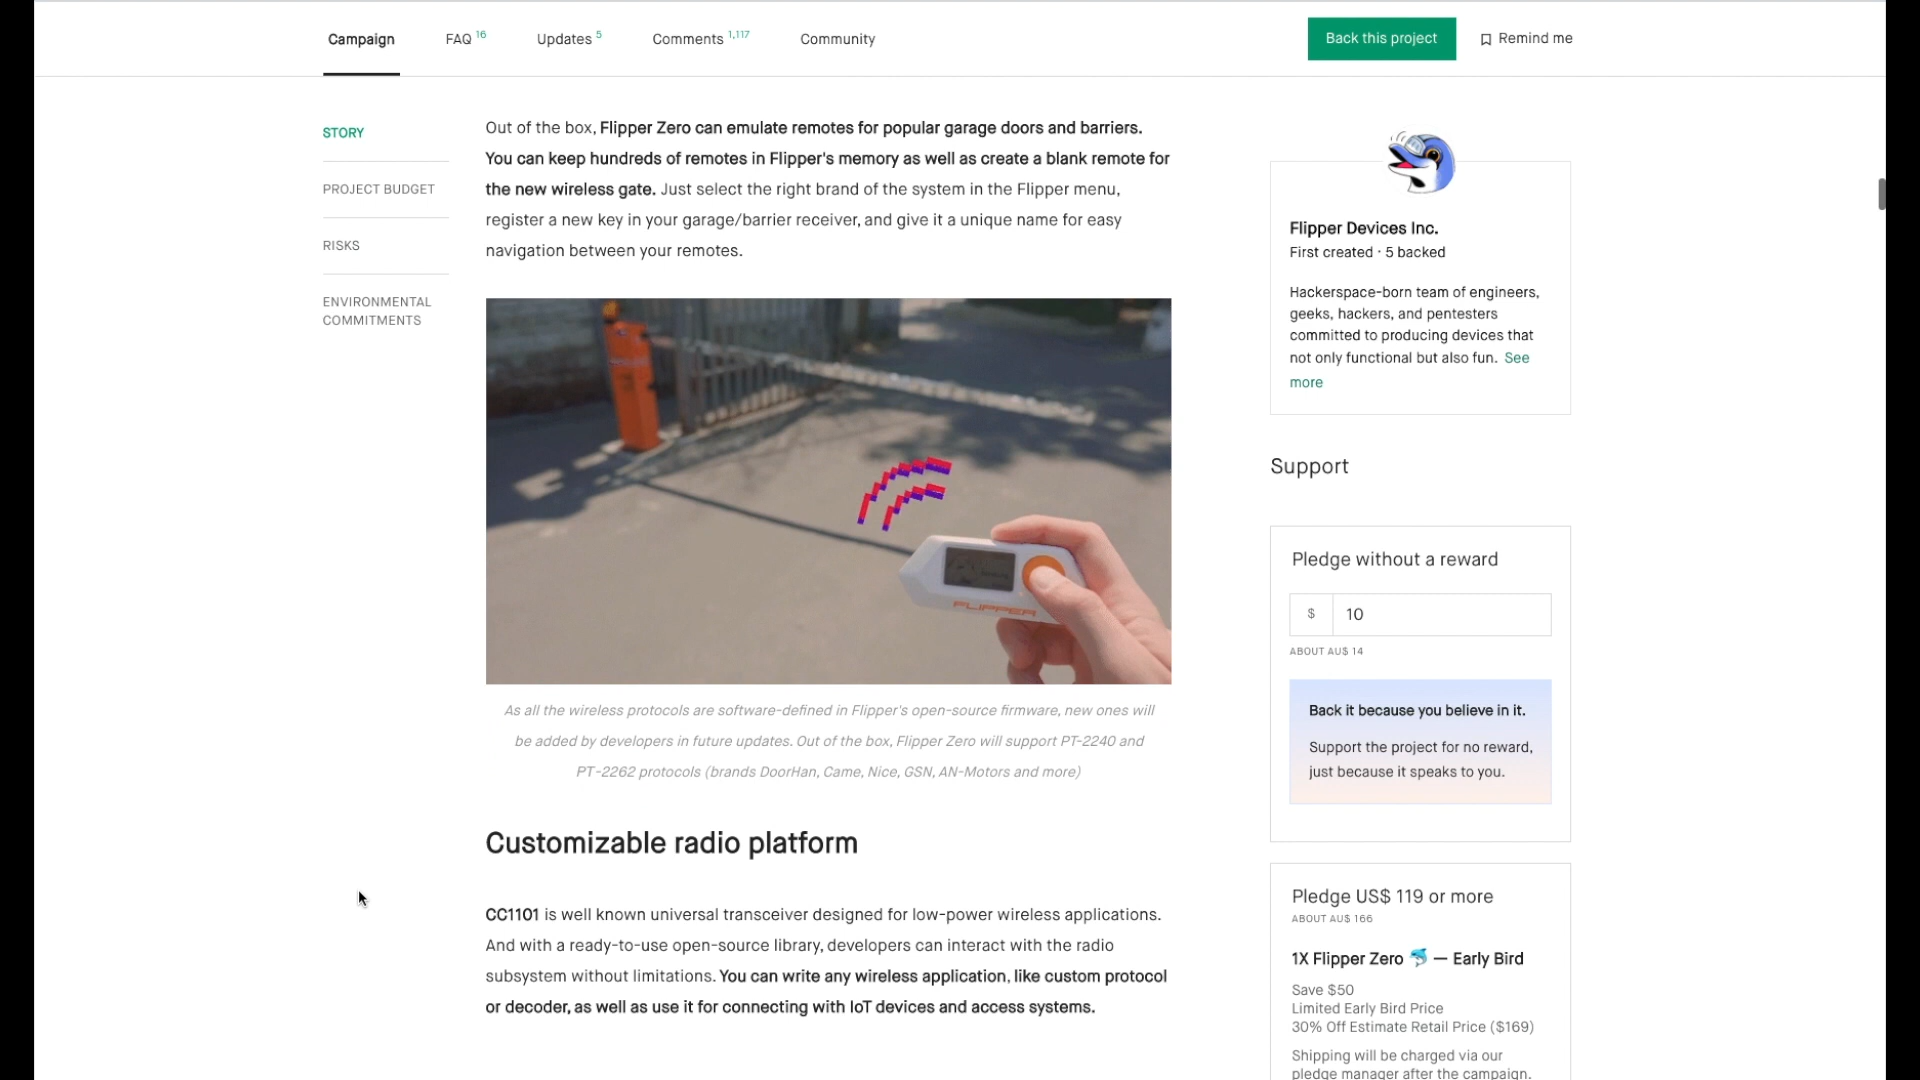 Campaign
FAQ 16
Updates 5
Comments 1,117
Community
Back this project
Remind me
STORY
PROJECT BUDGET
RISKS
ENVIRONMENTAL
COMMITMENTS
Out of the box, Flipper Zero can emulate remotes for popular garage doors and barriers.
You can keep hundreds of remotes in Flipper's memory as well as create a blank remote for
the new wireless gate. Just select the right brand of the system in the Flipper menu,
register a new key in your garage/barrier receiver, and give it a unique name for easy
navigation between your remotes.
FLIPPER
As all the wireless protocols are software-defined in Flipper's open-source firmware, new ones will
be added by developers in future updates. Out of the box, Flipper Zero will support PT-2240 and
PT-2262 protocols (brands DoorHan, Came, Nice, GSN, AN-Motors and more)
Customizable radio platform
CC1101 is well known universal transceiver designed for low-power wireless applications.
And with a ready-to-use open-source library, developers can interact with the radio
subsystem without limitations. You can write any wireless application, like custom protocol
or decoder, as well as use it for connecting with IoT devices and access systems.
Flipper Devices Inc.
First created · 5 backed
Hackerspace-born team of engineers,
geeks, hackers, and pentesters
committed to producing devices that
not only functional but also fun. See
more
Support
Pledge without a reward
$ 10
ABOUT AU$ 14
Back it because you believe in it.
Support the project for no reward,
just because it speaks to you.
Pledge US$ 119 or more
ABOUT AU$ 166
1X Flipper Zero 🐬 — Early Bird
Save $50
Limited Early Bird Price
30% Off Estimate Retail Price ($169)
Shipping will be charged via our
pledge manager after the campaign.